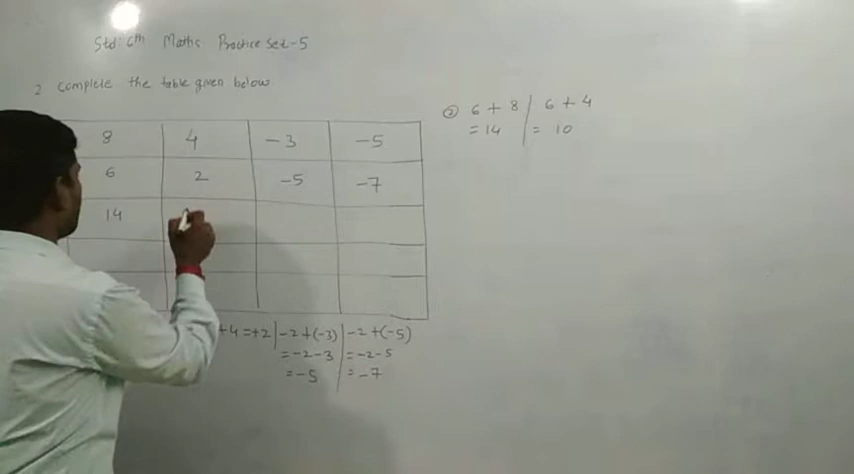 Std: 6th Maths Practice Set-5
2 Complete the table given below
8 4 -3 -5
6 2 -5 -7
14
+4=+2 | -2+(-3) | -2+(-5)
=-2-3 | =-2-5
=-5 | =-7
② 6+8 | 6+4
=14 | = 10